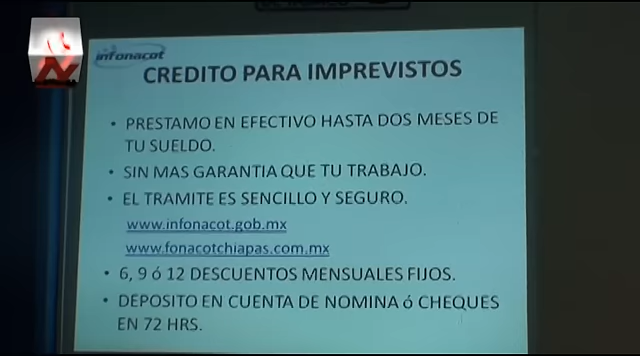 infonacot
CREDITO PARA IMPREVISTOS
• PRESTAMO EN EFECTIVO HASTA DOS MESES DE
TU SUELDO.
• SIN MAS GARANTIA QUE TU TRABAJO.
• EL TRAMITE ES SENCILLO Y SEGURO.
www.infonacot.gob.mx
www.fonacotchiapas.com.mx
• 6, 9 ó 12 DESCUENTOS MENSUALES FIJOS.
• DEPOSITO EN CUENTA DE NOMINA ó CHEQUES
EN 72 HRS.